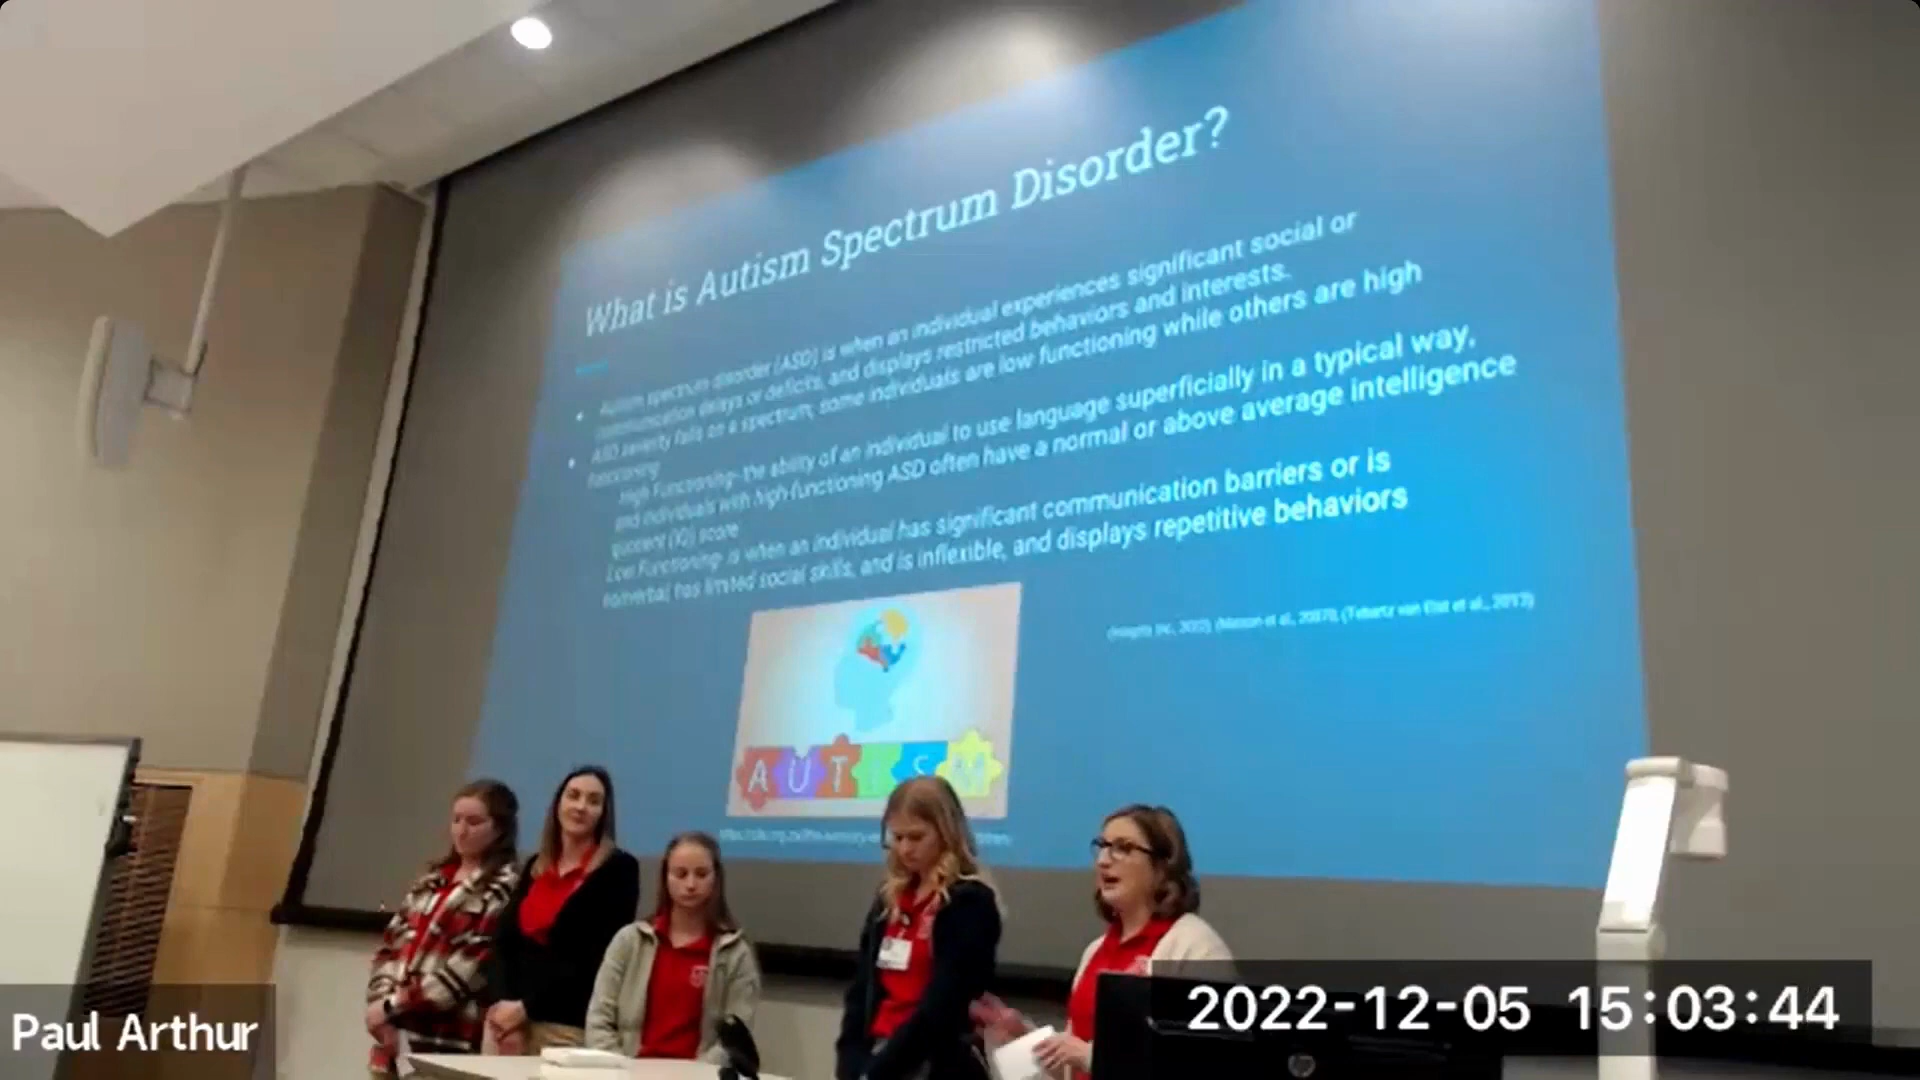 What is Autism Spectrum Disorder?
Autism spectrum disorder (ASD) is when an individual experiences significant social or
communication delays or deficits, and displays restricted behaviors and interests.
ASD severity falls on a spectrum; some individuals are low functioning while others are high
functioning
High Functioning- the ability of an individual to use language superficially in a typical way,
and individuals with high-functioning ASD often have a normal or above average intelligence
quotient (IQ) score
Low Functioning- is when an individual has significant communication barriers or is
nonverbal, has limited social skills, and is inflexible, and displays repetitive behaviors
et al., et al.,
AUTISM
Paul Arthur
2022-12-05 15:03:44